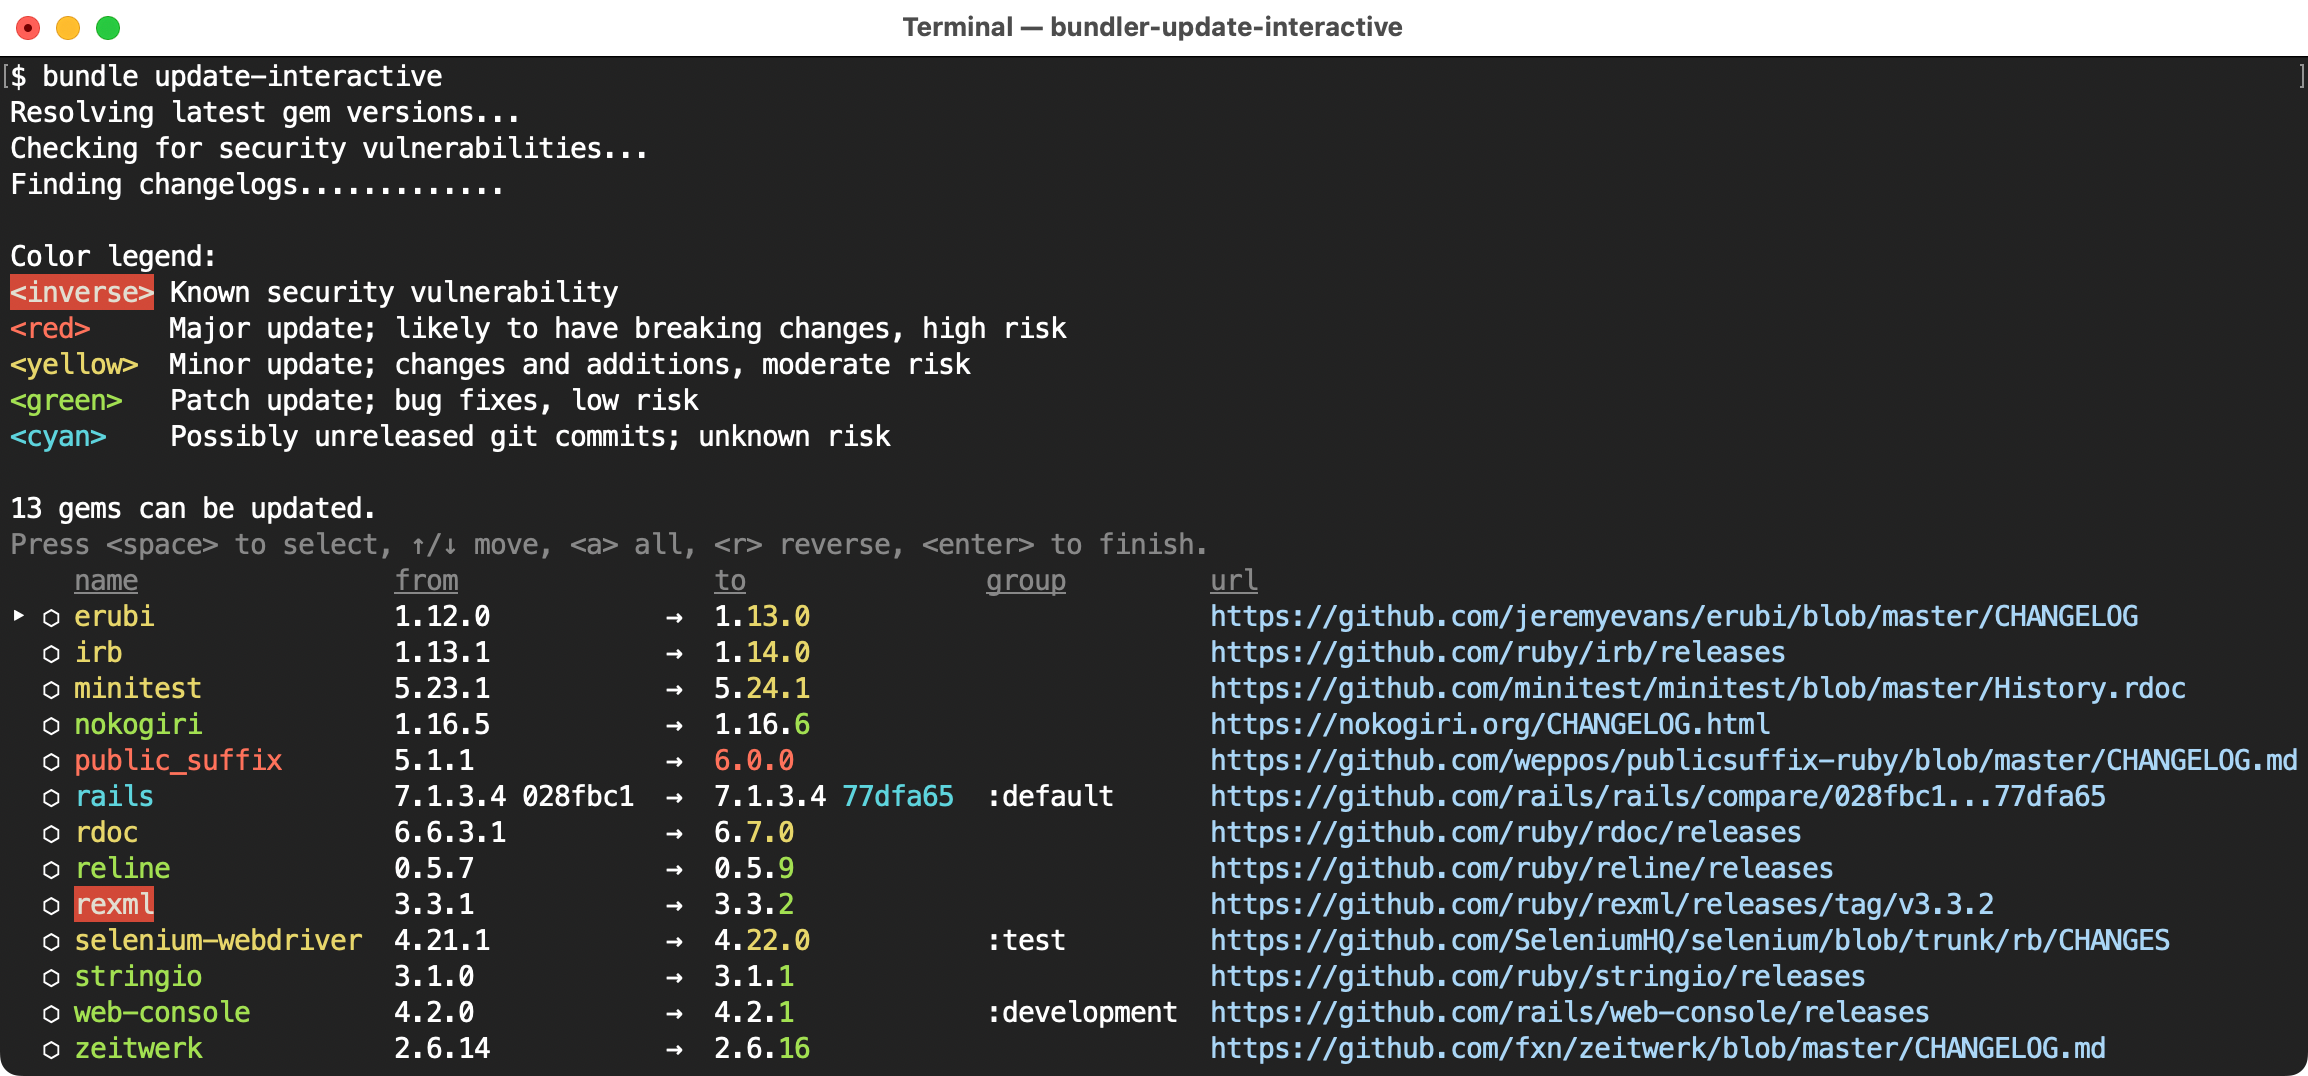 Terminal — bundler-update-interactive
[$ bundle update-interactive ]
Resolving latest gem versions...
Checking for security vulnerabilities...
Finding changelogs.............
Color legend:
<inverse> Known security vulnerability
<red> Major update; likely to have breaking changes, high risk
<yellow> Minor update; changes and additions, moderate risk
<green> Patch update; bug fixes, low risk
<cyan> Possibly unreleased git commits; unknown risk
13 gems can be updated.
Press <space> to select, ↑/↓ move, <a> all, <r> reverse, <enter> to finish.
name from to group url
‣ ⬡ erubi 1.12.0 → 1.13.0 https://github.com/jeremyevans/erubi/blob/master/CHANGELOG
⬡ irb 1.13.1 → 1.14.0 https://github.com/ruby/irb/releases
⬡ minitest 5.23.1 → 5.24.1 https://github.com/minitest/minitest/blob/master/History.rdoc
⬡ nokogiri 1.16.5 → 1.16.6 https://nokogiri.org/CHANGELOG.html
⬡ public_suffix 5.1.1 → 6.0.0 https://github.com/weppos/publicsuffix-ruby/blob/master/CHANGELOG.md
⬡ rails 7.1.3.4 028fbc1 → 7.1.3.4 77dfa65 :default https://github.com/rails/rails/compare/028fbc1...77dfa65
⬡ rdoc 6.6.3.1 → 6.7.0 https://github.com/ruby/rdoc/releases
⬡ reline 0.5.7 → 0.5.9 https://github.com/ruby/reline/releases
⬡ rexml 3.3.1 → 3.3.2 https://github.com/ruby/rexml/releases/tag/v3.3.2
⬡ selenium-webdriver 4.21.1 → 4.22.0 :test https://github.com/SeleniumHQ/selenium/blob/trunk/rb/CHANGES
⬡ stringio 3.1.0 → 3.1.1 https://github.com/ruby/stringio/releases
⬡ web-console 4.2.0 → 4.2.1 :development https://github.com/rails/web-console/releases
⬡ zeitwerk 2.6.14 → 2.6.16 https://github.com/fxn/zeitwerk/blob/master/CHANGELOG.md